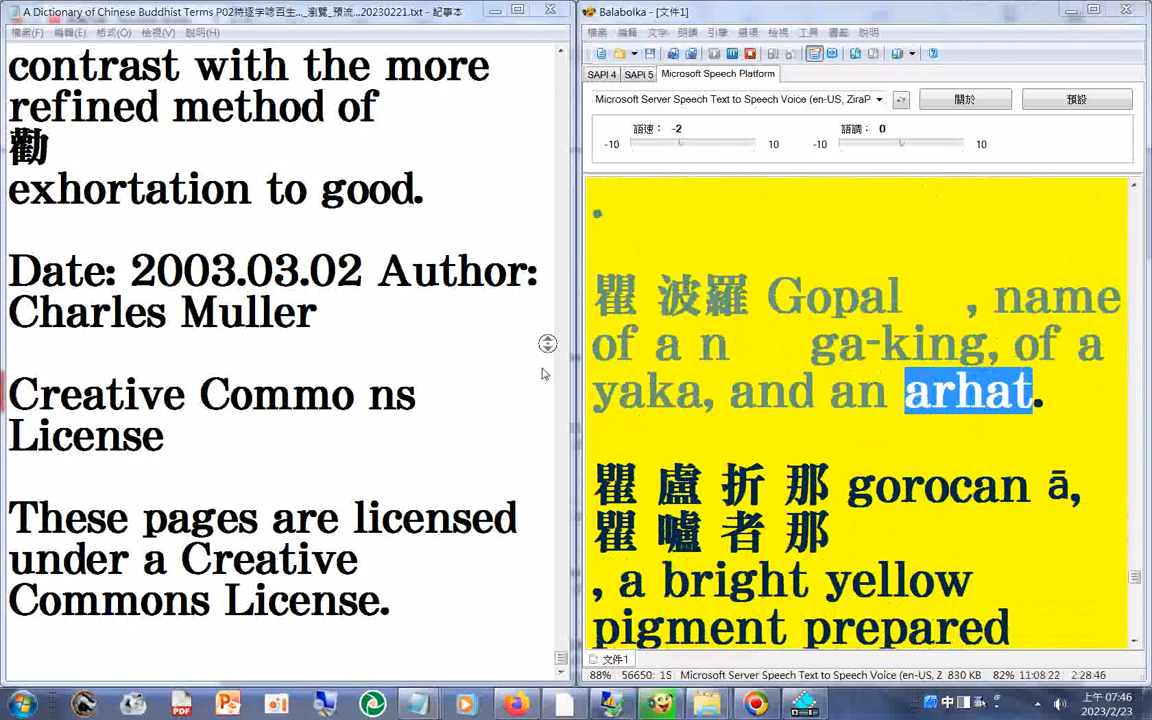 A Dictionary of Chinese Buddhist Terms P02待逐字唸百生..._瀏覽_預流...20230221.txt - 記事本
檔案(F) 編輯(E) 格式(O) 檢視(V) 說明(H)
contrast with the more
refined method of
勸
exhortation to good.
Date: 2003.03.02 Author:
Charles Muller
Creative Commo ns
License
These pages are licensed
under a Creative
Commons License.
Balabolka - [文件1]
檔案 編輯 文字 朗讀 引擎 選項 檢視 工具 書籤 說明
SAPI 4 SAPI 5 Microsoft Speech Platform
Microsoft Server Speech Text to Speech Voice (en-US, ZiraP
關於
預設
語速： -2
語調： 0
-10 10 -10 10
瞿 波羅 Gopal , name
of a n ga-king, of a
yaka, and an arhat.
瞿 盧 折 那 gorocan ā,
瞿 嚧 者 那
, a bright yellow
pigment prepared
文件1
88% 56650: 15 Microsoft Server Speech Text to Speech Voice (en-US, Z 830 KB 82% 11:08:22 2:28:46
中
上午 07:46
2023/2/23